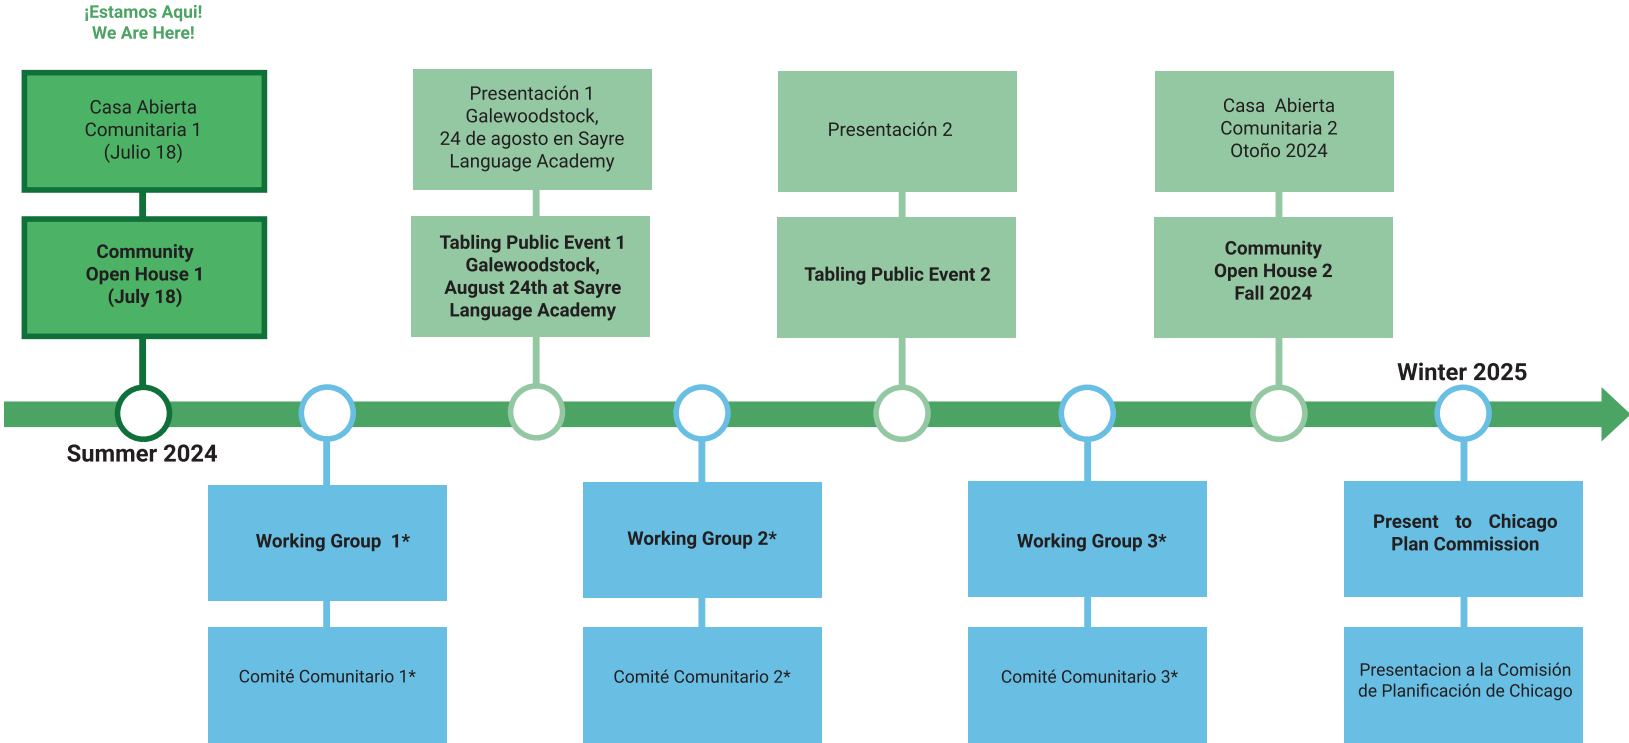 ¡Estamos Aqui!
We Are Here!
Casa Abierta
Comunitaria 1
(Julio 18)
Community
Open House 1
(July 18)
Presentación 1
Galewoodstock,
24 de agosto en Sayre
Language Academy
Tabling Public Event 1
Galewoodstock,
August 24th at Sayre
Language Academy
Presentación 2
Tabling Public Event 2
Casa Abierta
Comunitaria 2
Otoño 2024
Community
Open House 2
Fall 2024
Winter 2025
Summer 2024
Working Group 1*
Comité Comunitario 1*
Working Group 2*
Comité Comunitario 2*
Working Group 3*
Comité Comunitario 3*
Present to Chicago
Plan Commission
Presentacion a la Comisión
de Planificación de Chicago